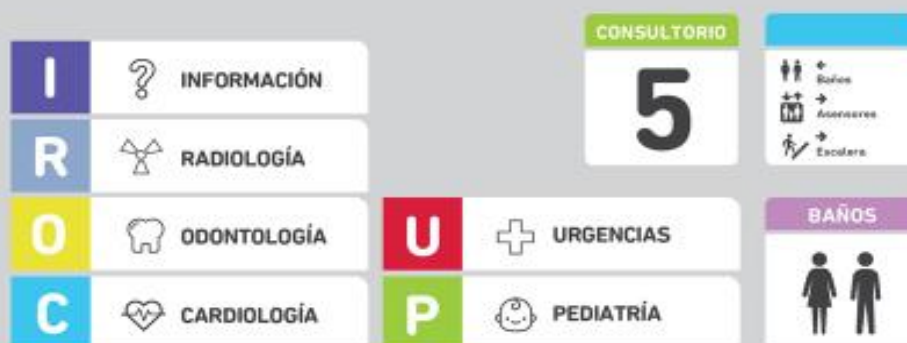 I
INFORMACIÓN
R
RADIOLOGÍA
O
ODONTOLOGÍA
C
CARDIOLOGÍA
U
URGENCIAS
P
PEDIATRÍA
CONSULTORIO
5
Baños
Ascensores
Escalera
BAÑOS